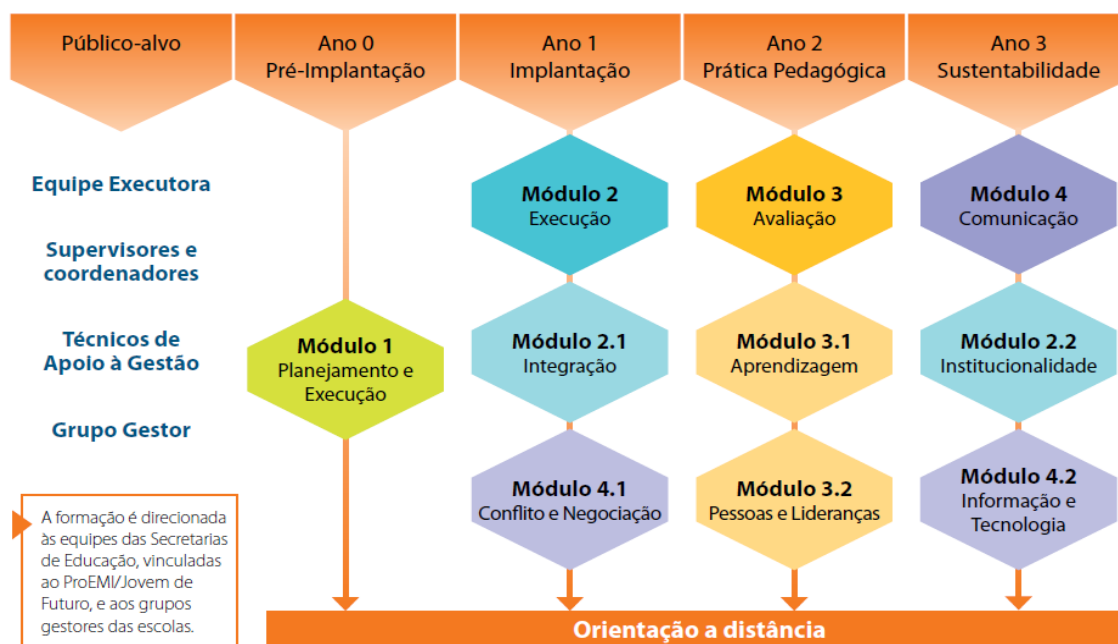 Público-alvo
Ano 0
Pré-Implantação
Ano 1
Implantação
Ano 2
Prática Pedagógica
Ano 3
Sustentabilidade
Equipe Executora
Supervisores e
coordenadores
Técnicos de
Apoio à Gestão
Grupo Gestor
A formação é direcionada
às equipes das Secretarias
de Educação, vinculadas
ao ProEMI/Jovem de
Futuro, e aos grupos
gestores das escolas.
Módulo 1
Planejamento e
Execução
Módulo 2
Execução
Módulo 2.1
Integração
Módulo 4.1
Conflito e Negociação
Módulo 3
Avaliação
Módulo 3.1
Aprendizagem
Módulo 3.2
Pessoas e Lideranças
Módulo 4
Comunicação
Módulo 2.2
Institucionalidade
Módulo 4.2
Informação e
Tecnologia
Orientação a distância